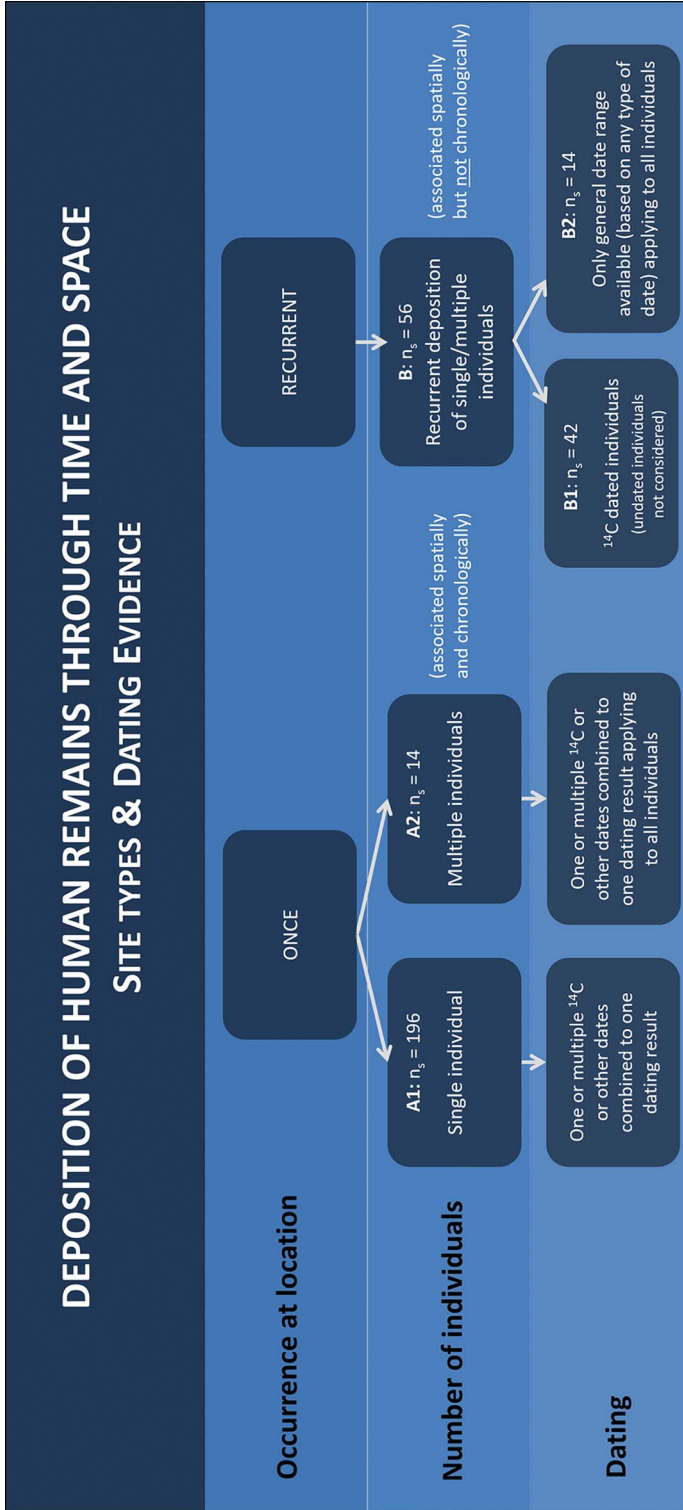 DEPOSITION OF HUMAN REMAINS THROUGH TIME AND SPACE
SITE TYPES & DATING EVIDENCE
Occurrence at location
ONCE
RECURRENT
Number of individuals
A1: nₛ = 196
Single individual
A2: nₛ = 14
Multiple individuals
(associated spatially
and chronologically)
B: nₛ = 56
Recurrent deposition
of single/multiple
individuals
(associated spatially
but not chronologically)
Dating
One or multiple ¹⁴C
or other dates
combined to one
dating result
One or multiple ¹⁴C or
other dates combined to
one dating result applying
to all individuals
B1: nₛ = 42
¹⁴C dated individuals
(undated individuals
not considered)
B2: nₛ = 14
Only general date range
available (based on any type of
date) applying to all individuals